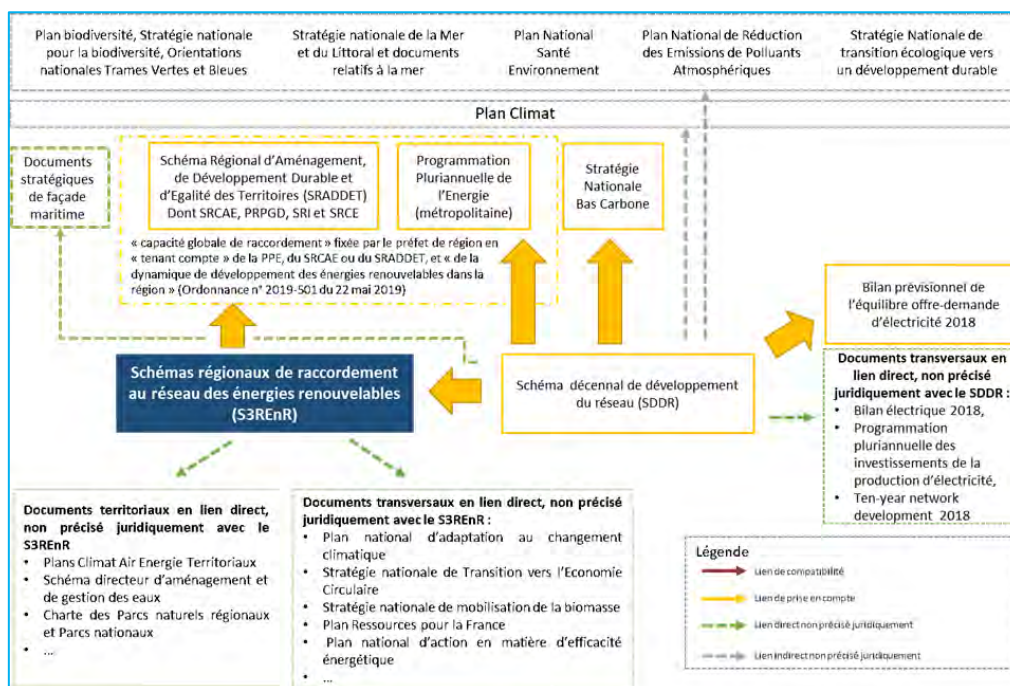 Plan biodiversité, Stratégie nationale
pour la biodiversité, Orientations
nationales Trames Vertes et Bleues
Stratégie nationale de la Mer
et du Littoral et documents
relatifs à la mer
Plan National
Santé
Environnement
Plan National de Réduction
des Emissions de Polluants
Atmosphériques
Stratégie Nationale de
transition écologique vers
un développement durable
Plan Climat
Documents
stratégiques
de façade
maritime
Schéma Régional d'Aménagement,
de Développement Durable et
d'Egalité des Territoires (SRADDET)
Dont SRCAE, PRPGD, SRI et SRCE
Programmation
Pluriannuelle de
l'Energie
(métropolitaine)
Stratégie
Nationale
Bas Carbone
« capacité globale de raccordement » fixée par le préfet de région en
« tenant compte » de la PPE, du SRCAE ou du SRADDET, et « de la
dynamique de développement des énergies renouvelables dans la
région » (Ordonnance n° 2019-501 du 22 mai 2019)
Bilan prévisionnel de
l'équilibre offre-demande
d'électricité 2018
Schémas régionaux de raccordement
au réseau des énergies renouvelables
(S3REnR)
Schéma décennal de développement
du réseau (SDDR)
Documents transversaux en
lien direct, non précisé
juridiquement avec le SDDR :
• Bilan électrique 2018,
• Programmation
pluriannuelle des
investissements de la
production d'électricité,
• Ten-year network
development 2018
Documents territoriaux en lien direct,
non précisé juridiquement avec le
S3REnR
• Plans Climat Air Energie Territoriaux
• Schéma directeur d'aménagement et
de gestion des eaux
• Charte des Parcs naturels régionaux
et Parcs nationaux
• ...
Documents transversaux en lien direct, non précisé
juridiquement avec le S3REnR :
• Plan national d'adaptation au changement
climatique
• Stratégie nationale de Transition vers l'Economie
Circulaire
• Stratégie nationale de mobilisation de la biomasse
• Plan Ressources pour la France
• Plan national d'action en matière d'efficacité
énergétique
• ...
Légende
Lien de compatibilité
Lien de prise en compte
Lien direct non précisé juridiquement
Lien indirect non précisé juridiquement